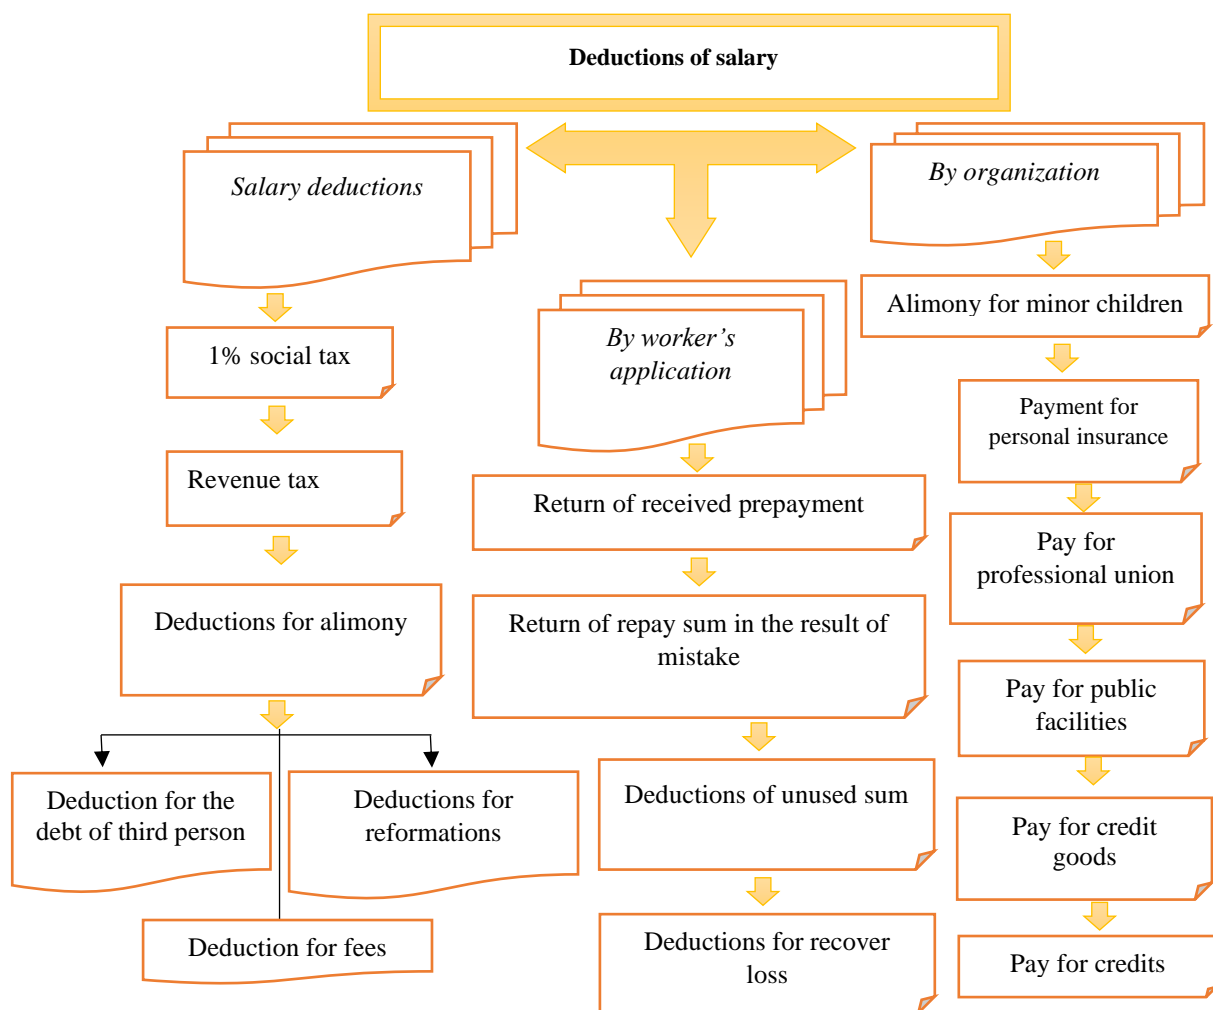 Deductions of salary
Salary deductions
1% social tax
Revenue tax
Deductions for alimony
Deduction for the
debt of third person
Deductions for
reformations
Deduction for fees
By worker’s
application
Return of received prepayment
Return of repay sum in the result of
mistake
Deductions of unused sum
Deductions for recover
loss
By organization
Alimony for minor children
Payment for
personal insurance
Pay for
professional union
Pay for public
facilities
Pay for credit
goods
Pay for credits